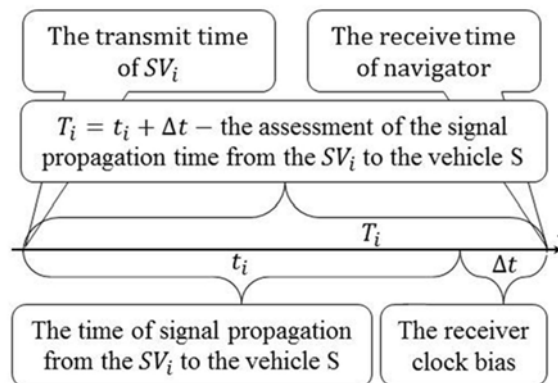 The transmit time
of SVᵢ
The receive time
of navigator
Tᵢ = tᵢ + Δt − the assessment of the signal
propagation time from the SVᵢ to the vehicle S
Tᵢ
tᵢ
Δt
The time of signal propagation
from the SVᵢ to the vehicle S
The receiver
clock bias